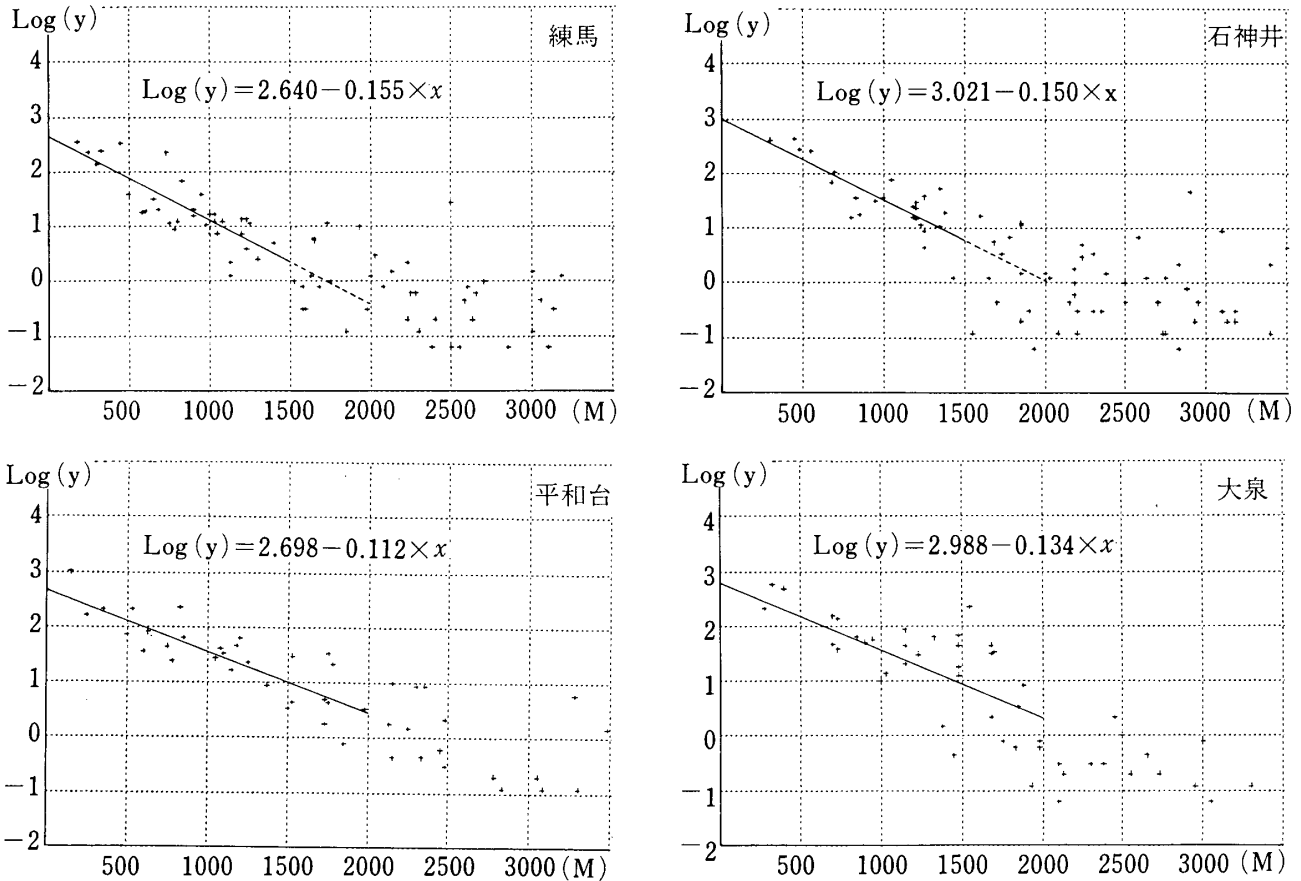 Log(y)
練馬
4
Log(y)=2.640−0.155×x
3
2
1
0
−1
−2
500 1000 1500 2000 2500 3000 (M)
Log(y)
石神井
4
Log(y)=3.021−0.150×x
3
2
1
0
−1
−2
500 1000 1500 2000 2500 3000 (M)
Log(y)
平和台
4
Log(y)=2.698−0.112×x
3
2
1
0
−1
−2
500 1000 1500 2000 2500 3000 (M)
Log(y)
大泉
4
Log(y)=2.988−0.134×x
3
2
1
0
−1
−2
500 1000 1500 2000 2500 3000 (M)